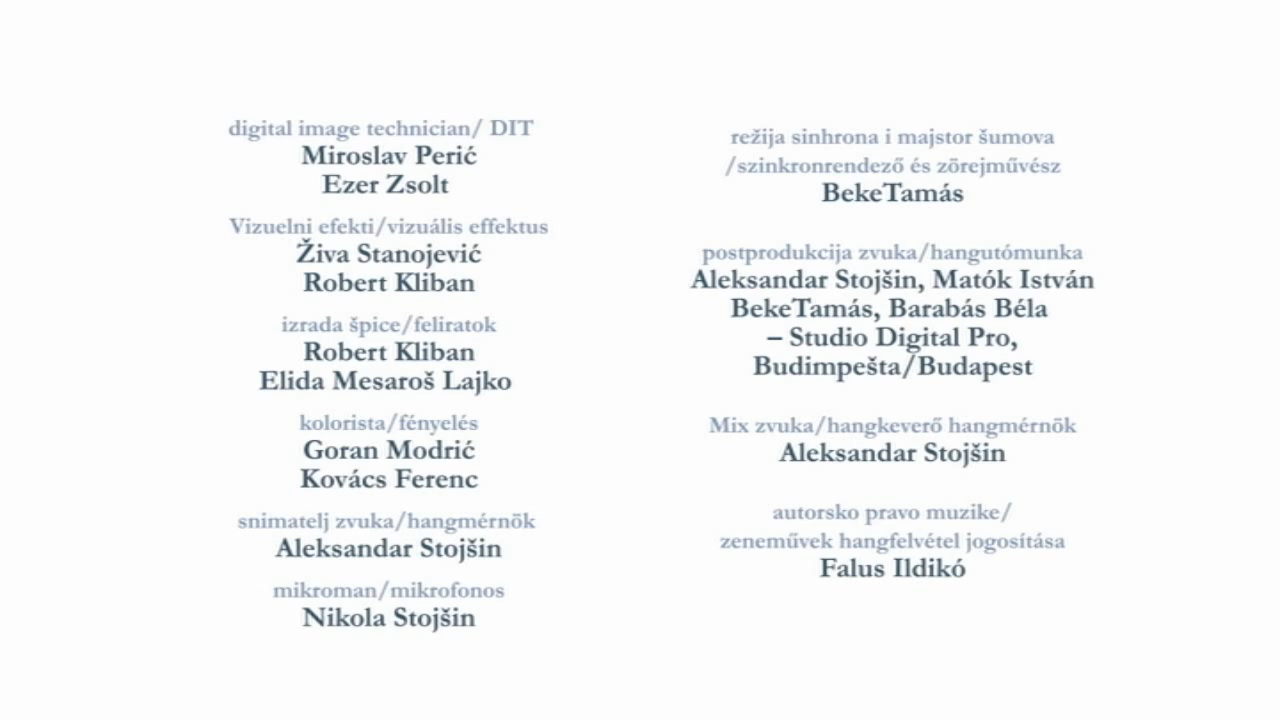 digital image technician/ DIT
Miroslav Perić
Ezer Zsolt
Vizuelni efekti/vizuális effektus
Živa Stanojević
Robert Kliban
izrada špice/feliratok
Robert Kliban
Elida Mesaroš Lajko
kolorista/fényelés
Goran Modrić
Kovács Ferenc
snimatelj zvuka/hangmérnök
Aleksandar Stojšin
mikroman/mikrofonos
Nikola Stojšin
režija sinhrona i majstor šumova
/szinkronrendező és zörejművész
BekeTamás
postprodukcija zvuka/hangutómunka
Aleksandar Stojšin, Matók István
BekeTamás, Barabás Béla
– Studio Digital Pro,
Budimpešta/Budapest
Mix zvuka/hangkeverő hangmérnök
Aleksandar Stojšin
autorsko pravo muzike/
zeneművek hangfelvétel jogosítása
Falus Ildikó